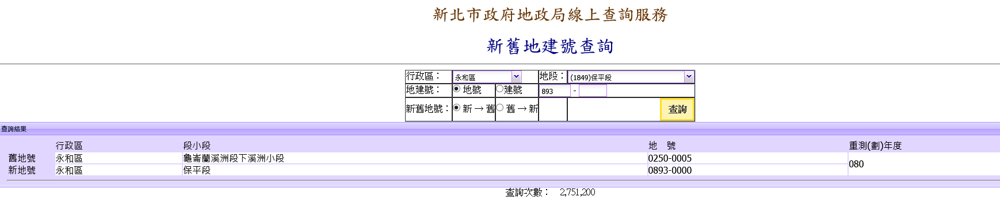 新北市政府地政局線上查詢服務
新舊地建號查詢
行政區： 永和區 地段： (1849)保平段
地建號： 地號 建號 893 -
新舊地號： 新 → 舊 舊 → 新 查詢
查詢結果
行政區 段小段 地 號 重測(劃)年度
舊地號 永和區 龜崙蘭溪洲段下溪洲小段 0250-0005 080
新地號 永和區 保平段 0893-0000
查詢次數： 2,751,200